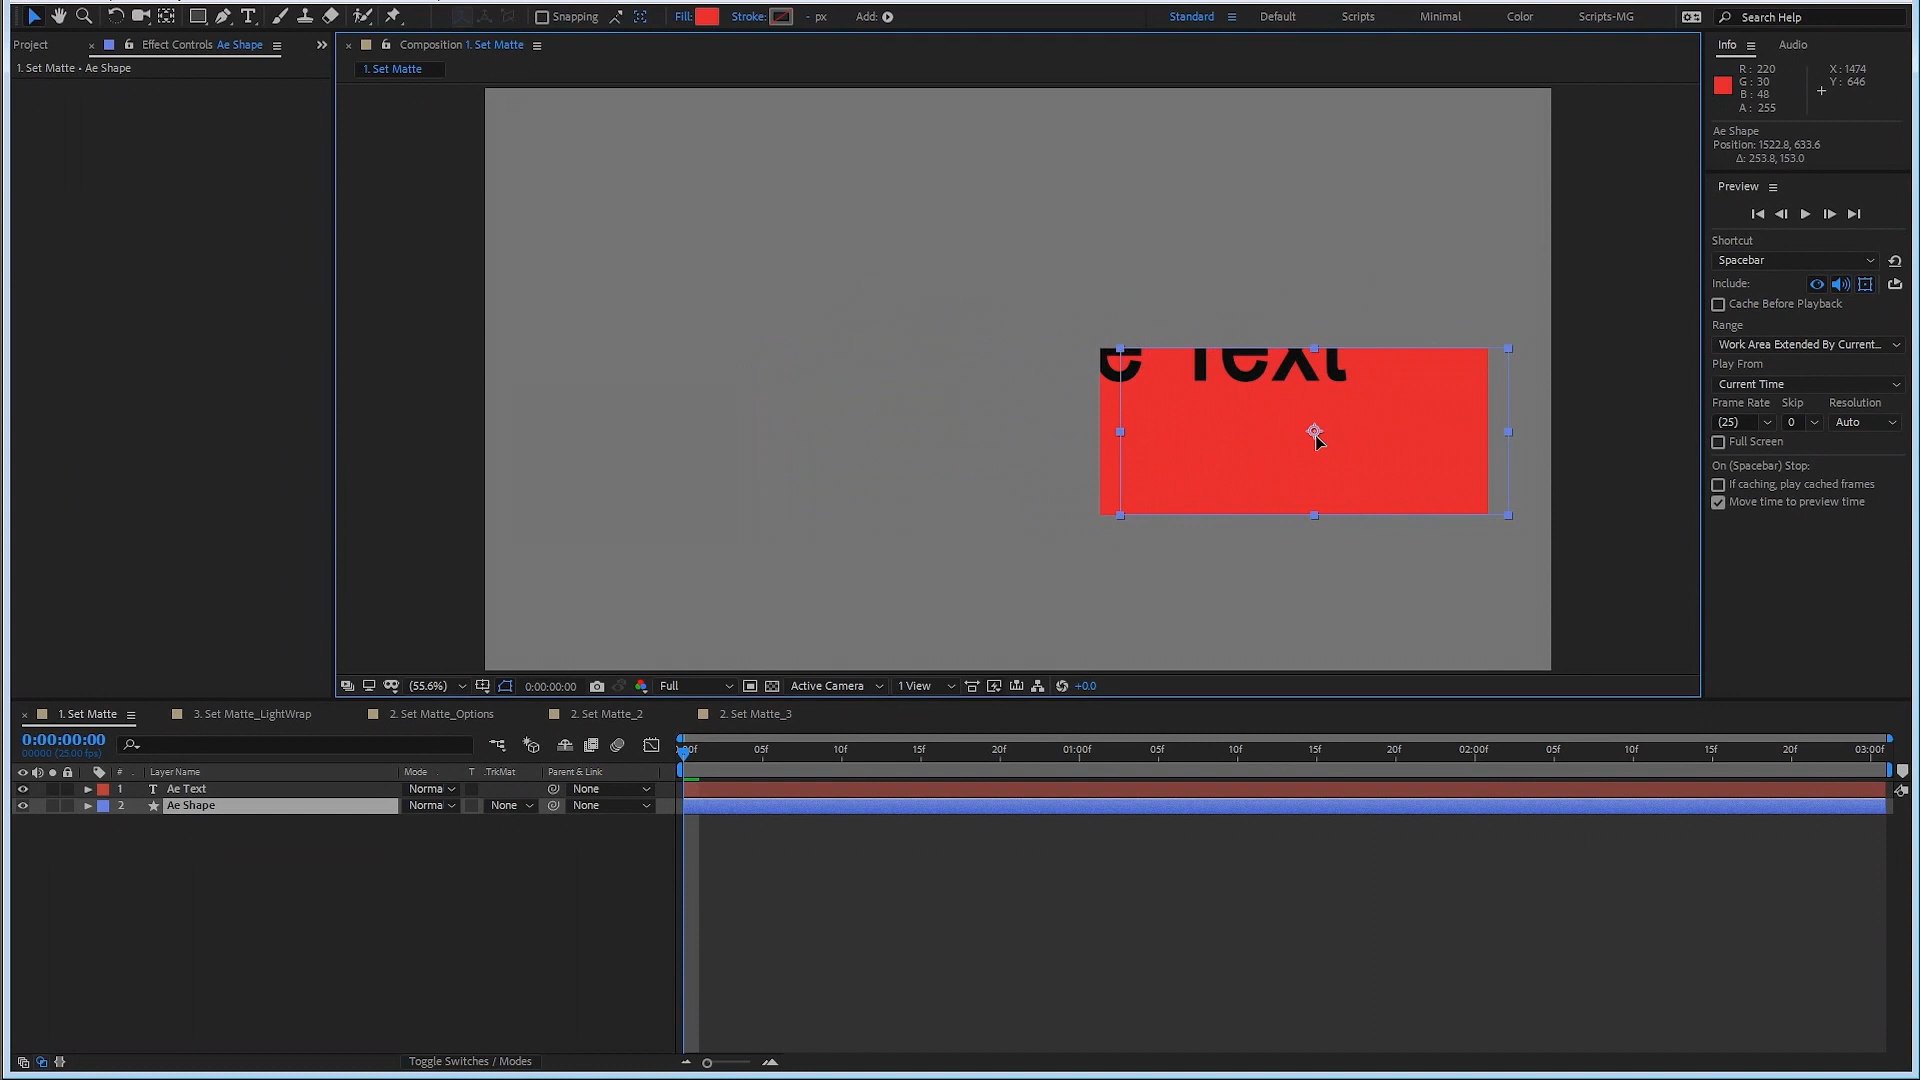 Snapping
Fill:
Stroke:
- px
Add:
Standard
Default
Scripts
Minimal
Color
Scripts-MG
Search Help
Project
Effect Controls Ae Shape
Composition 1. Set Matte
Info
Audio
1. Set Matte • Ae Shape
1. Set Matte
R: 220
G: 30
B: 48
A: 255
X: 1474
Y: 646
Ae Shape
Position: 1522.8, 633.6
Δ: 253.8, 153.0
Preview
Shortcut
Spacebar
Include:
Cache Before Playback
Range
Work Area Extended By Current...
Play From
Current Time
Frame Rate Skip Resolution
(25) 0 Auto
Full Screen
On (Spacebar) Stop:
If caching, play cached frames
Move time to preview time
e Text
(55.6%)
0:00:00:00
Full
Active Camera
1 View
+0.0
1. Set Matte
3. Set Matte_LightWrap
2. Set Matte_Options
2. Set Matte_2
2. Set Matte_3
0:00:00:00
00000 (25.00 fps)
:00f 05f 10f 15f 20f 01:00f 05f 10f 15f 20f 02:00f 05f 10f 15f 20f 03:00f
# Layer Name Mode T .TrkMat Parent & Link
1 T Ae Text Norma None
2 Ae Shape Norma None None
Toggle Switches / Modes